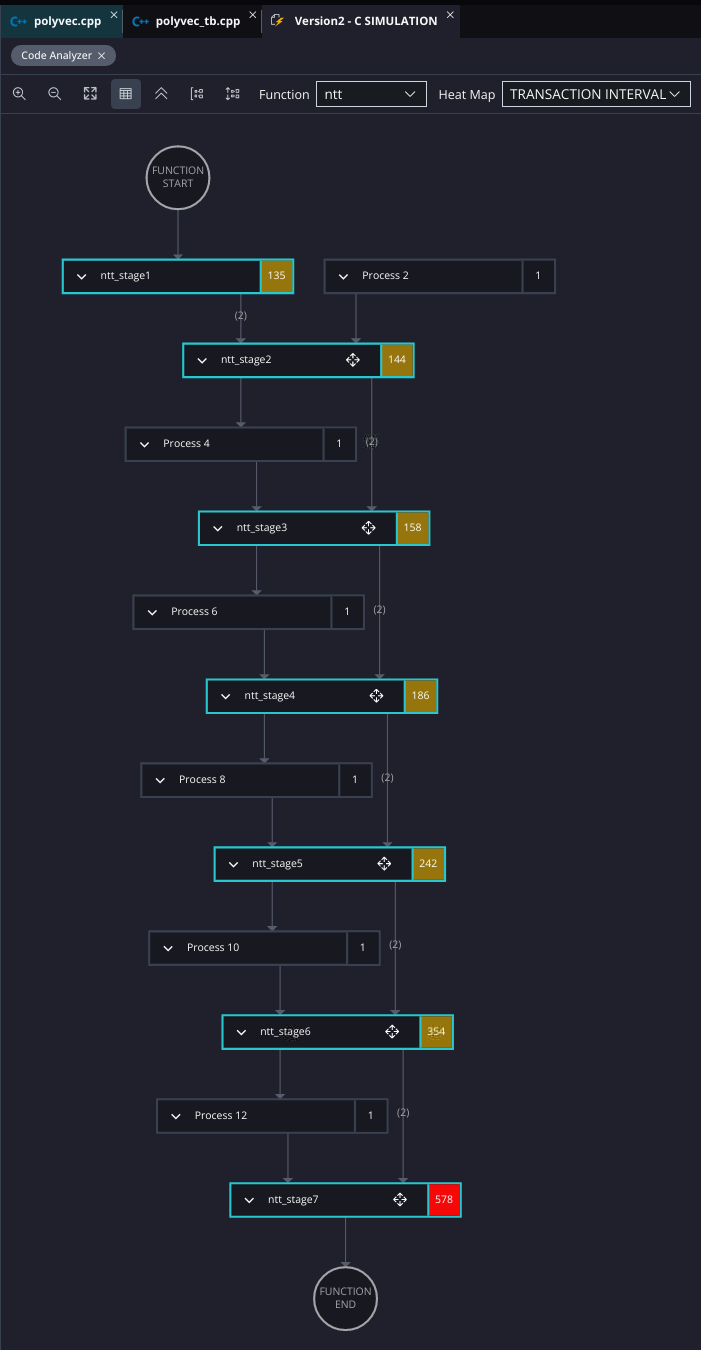 C++ polyvec.cpp C++ polyvec_tb.cpp Version2 - C SIMULATION
Code Analyzer
Function ntt Heat Map TRANSACTION INTERVAL
FUNCTION
START
ntt_stage1 135 Process 2 1
(2)
ntt_stage2 144
Process 4 1 (2)
ntt_stage3 158
Process 6 1 (2)
ntt_stage4 186
Process 8 1 (2)
ntt_stage5 242
Process 10 1 (2)
ntt_stage6 354
Process 12 1 (2)
ntt_stage7 578
FUNCTION
END